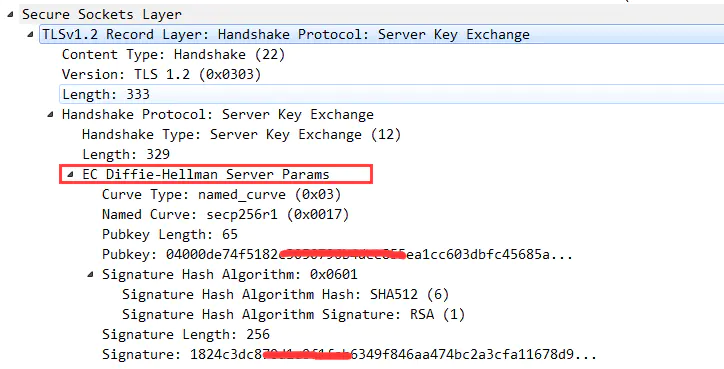 Secure Sockets Layer
TLSv1.2 Record Layer: Handshake Protocol: Server Key Exchange
Content Type: Handshake (22)
Version: TLS 1.2 (0x0303)
Length: 333
Handshake Protocol: Server Key Exchange
Handshake Type: Server Key Exchange (12)
Length: 329
EC Diffie-Hellman Server Params
Curve Type: named_curve (0x03)
Named Curve: secp256r1 (0x0017)
Pubkey Length: 65
Pubkey: 04000de74f5182 ea1cc603dbfc45685a...
Signature Hash Algorithm: 0x0601
Signature Hash Algorithm Hash: SHA512 (6)
Signature Hash Algorithm Signature: RSA (1)
Signature Length: 256
Signature: 1824c3dc8 6349f846aa474bc2a3cfa11678d9...